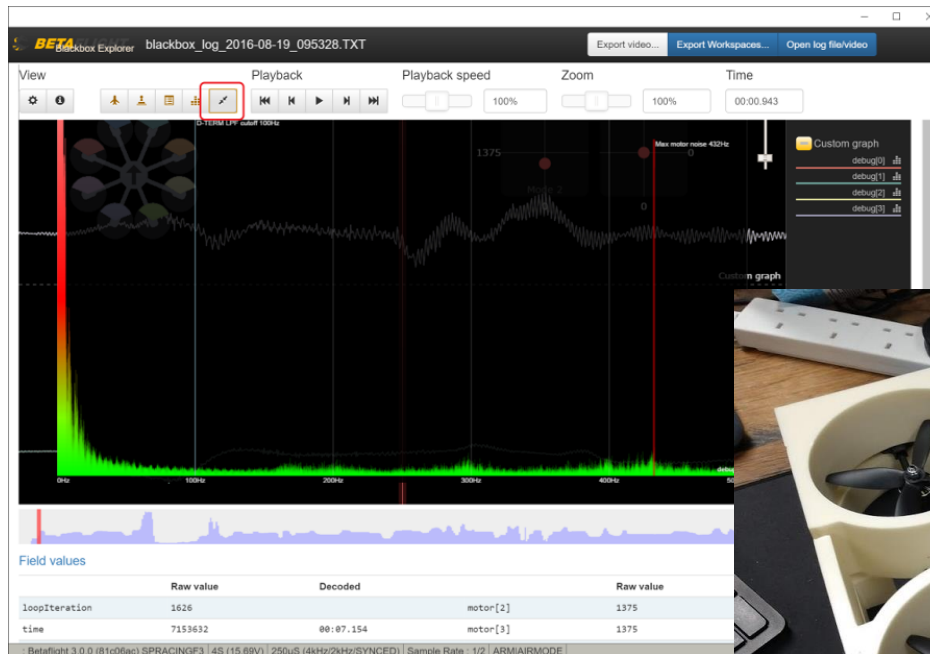 BETAFLIGHT
Blackbox Explorer
blackbox_log_2016-08-19_095328.TXT
Export video...
Export Workspaces...
Open log file/video
View
Playback
Playback speed
Zoom
Time
100%
100%
00:00.943
D-TERM LPF cutoff 100Hz
Max motor noise 432Hz
1375
0
Mode 2
0
Custom graph
Custom graph
debug[0]
debug[1]
debug[2]
debug[3]
0Hz
100Hz
200Hz
300Hz
400Hz
Field values
Raw value
Decoded
Raw value
loopIteration
1626
motor[2]
1375
time
7153632
00:07.154
motor[3]
1375
: Betaflight 3.0.0 (81c06ac) SPRACINGF3
4S (15.69V)
250uS (4kHz/2kHz/SYNCED)
Sample Rate : 1/2
ARM|AIRMODE